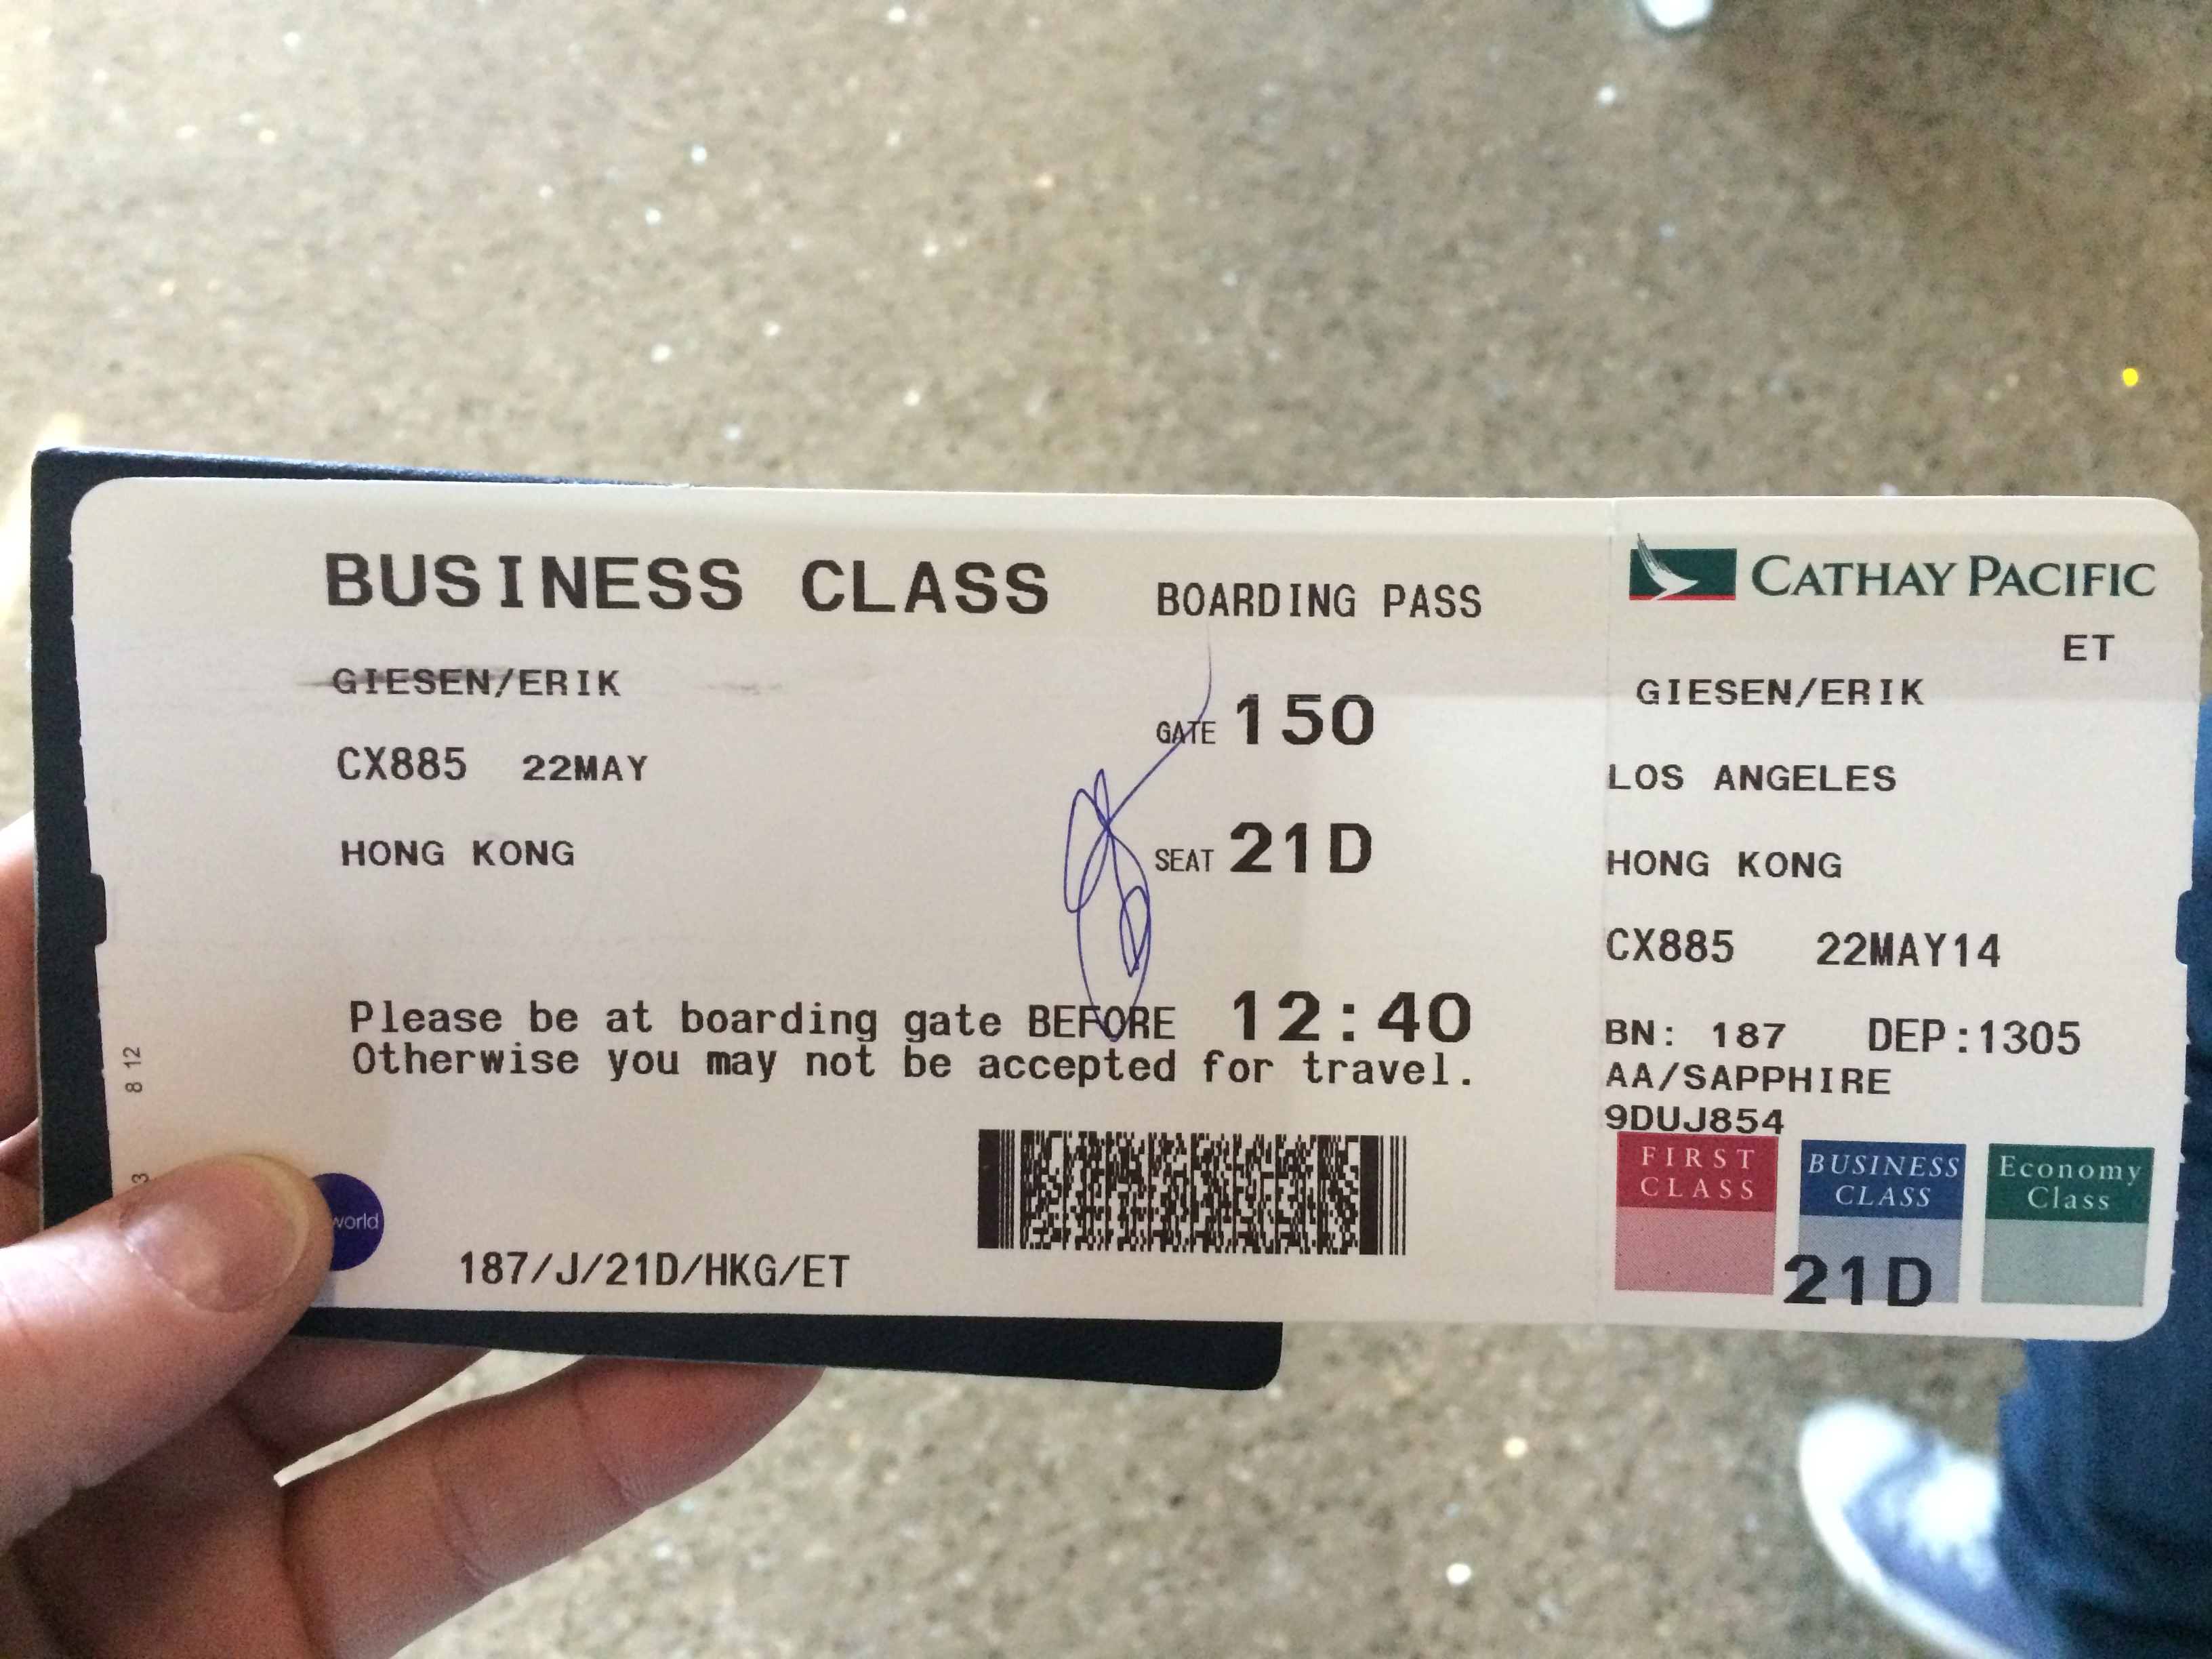 BUSINESS CLASS
BOARDING PASS
GIESEN/ERIK
GATE 150
CX885 22MAY
HONG KONG
SEAT 21D
Please be at boarding gate BEFORE 12:40
Otherwise you may not be accepted for travel.
8 12
3
world
187/J/21D/HKG/ET
CATHAY PACIFIC
ET
GIESEN/ERIK
LOS ANGELES
HONG KONG
CX885 22MAY14
BN: 187 DEP:1305
AA/SAPPHIRE
9DUJ854
FIRST CLASS
BUSINESS CLASS
Economy Class
21D